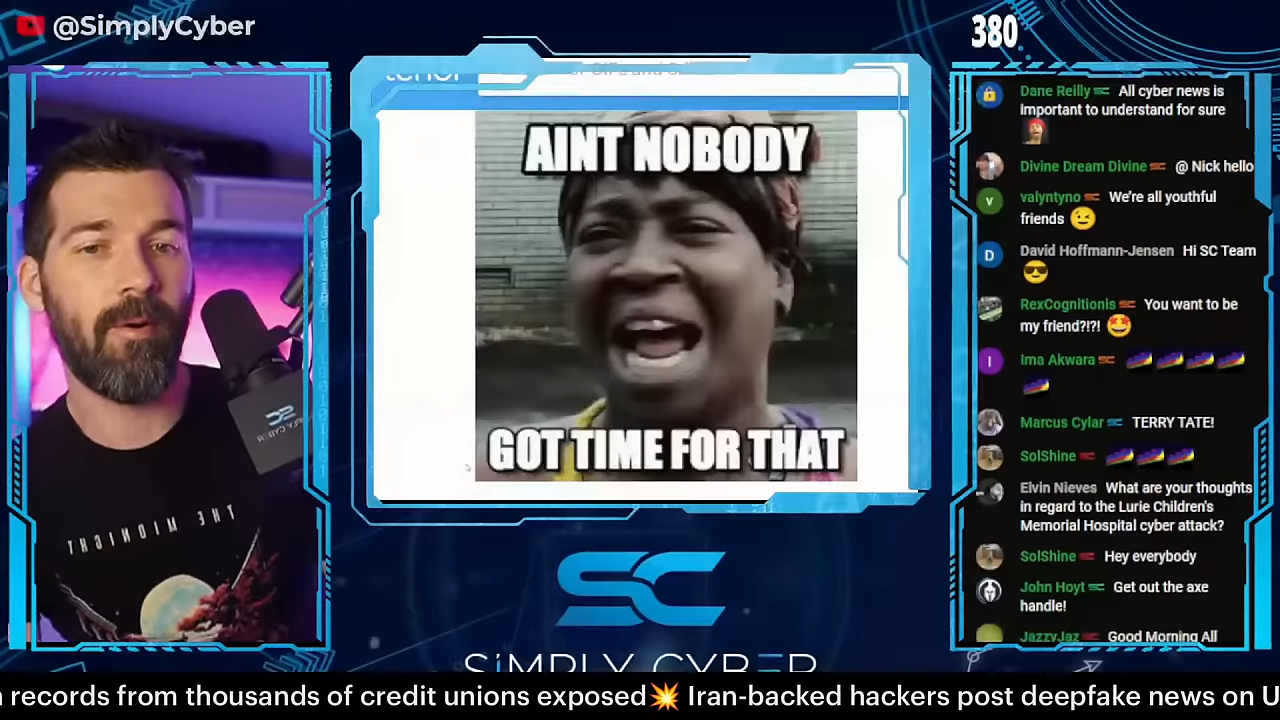 @SimplyCyber
380
tenor
AINT NOBODY
GOT TIME FOR THAT
THE MIDNIGHT
Dane Reilly All cyber news is
important to understand for sure
Divine Dream Divine @ Nick hello
valyntyno We're all youthful
friends
David Hoffmann-Jensen Hi SC Team
RexCognitionis You want to be
my friend?!?!
Ima Akwara
Marcus Cylar TERRY TATE!
SolShine
Elvin Nieves What are your thoughts
in regard to the Lurie Children's
Memorial Hospital cyber attack?
SolShine Hey everybody
John Hoyt Get out the axe
handle!
JazzyJaz Good Morning All
SC
SIMPLY CYBER
records from thousands of credit unions exposed💥 Iran-backed hackers post deepfake news on U